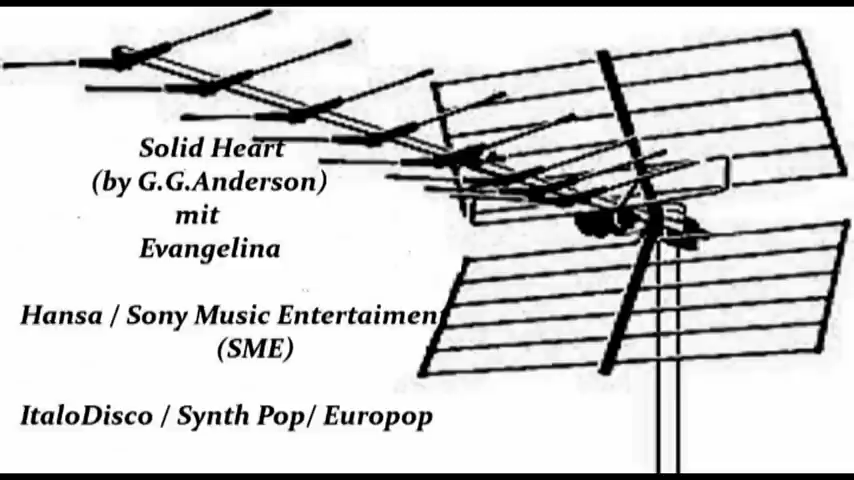 Solid Heart
(by G.G.Anderson)
mit
Evangelina
Hansa / Sony Music Entertaiment
(SME)
ItaloDisco / Synth Pop/ Europop